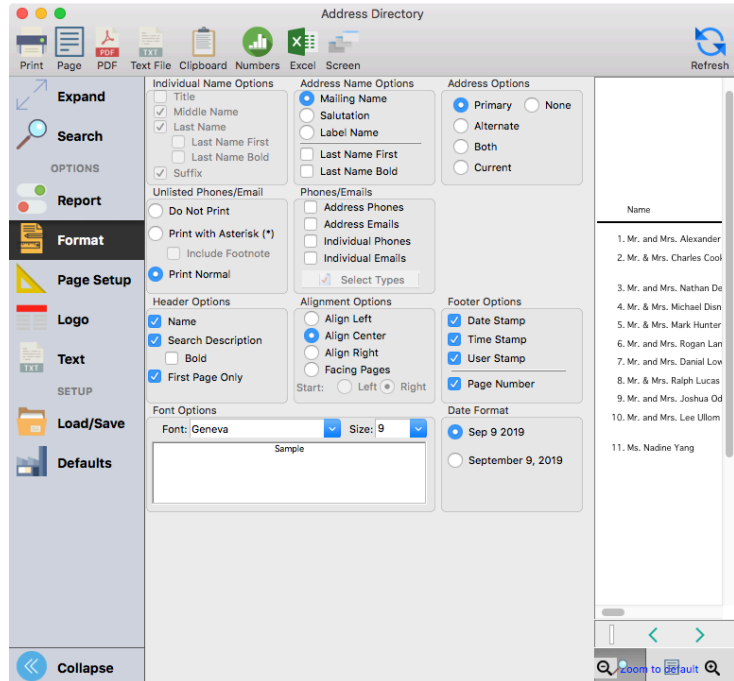 Address Directory
Print Page PDF Text File Clipboard Numbers Excel Screen Refresh
Expand
Search
OPTIONS
Report
Format
Page Setup
Logo
Text
SETUP
Load/Save
Defaults
Collapse
Individual Name Options
Title
Middle Name
Last Name
Last Name First
Last Name Bold
Suffix
Address Name Options
Mailing Name
Salutation
Label Name
Last Name First
Last Name Bold
Address Options
Primary None
Alternate
Both
Current
Unlisted Phones/Email
Do Not Print
Print with Asterisk (*)
Include Footnote
Print Normal
Phones/Emails
Address Phones
Address Emails
Individual Phones
Individual Emails
Select Types
Header Options
Name
Search Description
Bold
First Page Only
Alignment Options
Align Left
Align Center
Align Right
Facing Pages
Start: Left Right
Footer Options
Date Stamp
Time Stamp
User Stamp
Page Number
Font Options
Font: Geneva Size: 9
Sample
Date Format
Sep 9 2019
September 9, 2019
Name
1. Mr. and Mrs. Alexander
2. Mr. & Mrs. Charles Cook
3. Mr. and Mrs. Nathan De
4. Mr. & Mrs. Michael Disn
5. Mr. & Mrs. Mark Hunter
6. Mr. and Mrs. Rogan Lan
7. Mr. and Mrs. Danial Low
8. Mr. & Mrs. Ralph Lucas
9. Mr. and Mrs. Joshua Od
10. Mr. and Mrs. Lee Ullom
11. Ms. Nadine Yang
Zoom to default